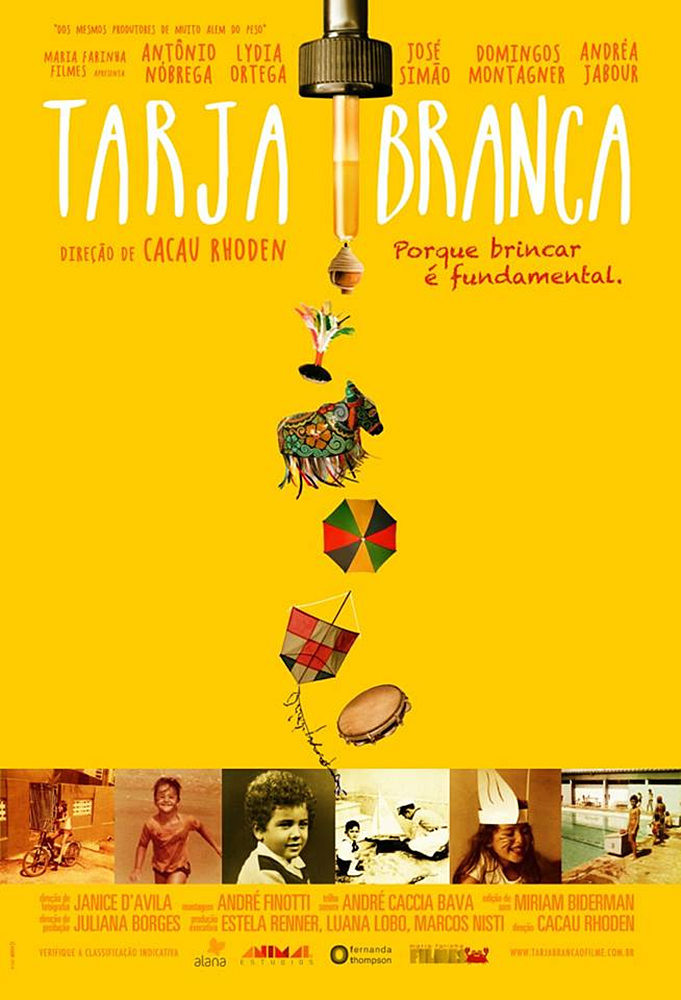 "DOS MESMOS PRODUTORES DE MUITO ALÉM DO PESO"
MARIA FARINHA FILMES APRESENTA
ANTÔNIO NÓBREGA
LYDIA ORTEGA
JOSÉ SIMÃO
DOMINGOS MONTAGNER
ANDRÉA JABOUR
TARJA BRANCA
DIREÇÃO DE CACAU RHODEN
Porque brincar
é fundamental.
direção de fotografia JANICE D'AVILA montagem ANDRÉ FINOTTI trilha sonora ANDRÉ CACCIA BAVA edição de som MIRIAM BIDERMAN
direção de produção JULIANA BORGES produção executiva ESTELA RENNER, LUANA LOBO, MARCOS NISTI direção CACAU RHODEN
VERIFIQUE A CLASSIFICAÇÃO INDICATIVA
alana
ANIMAL ESTÚDIOS
fernanda thompson
maria farinha FILMES
WWW.TARJABRANCAOFILME.COM.BR